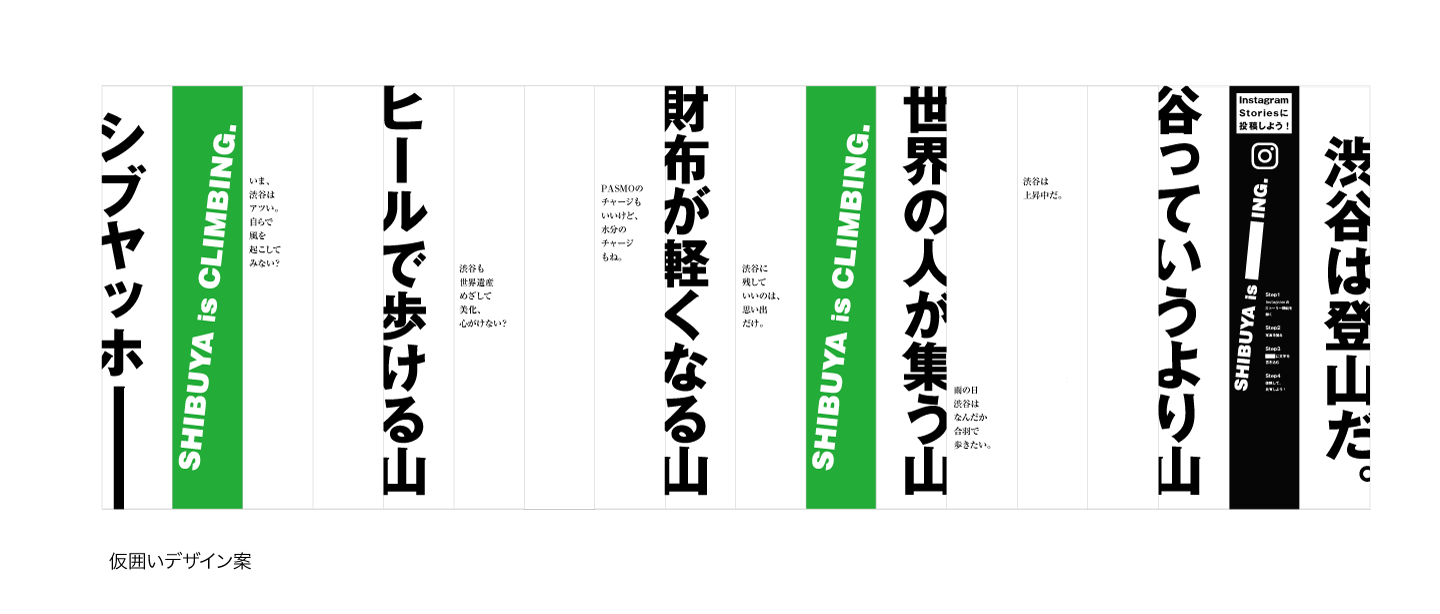 シブヤッホー
SHIBUYA is CLIMBING.
いま、
渋谷は
アツい。
自らで
風を
起こして
みない?
ヒールで歩ける山
渋谷も
世界遺産
めざして
美化、
心がけない?
PASMOの
チャージも
いいけど、
水分の
チャージ
もね。
財布が軽くなる山
渋谷に
残して
いいのは、
思い出
だけ。
SHIBUYA is CLIMBING.
世界の人が集う山
雨の日
渋谷は
なんだか
合羽で
歩きたい。
渋谷は
上昇中だ。
谷っていうより山
Instagram
Storiesに
投稿しよう!
SHIBUYA is
ING.
Step1
Step2
Step3
Step4
渋谷は登山だ。
仮囲いデザイン案